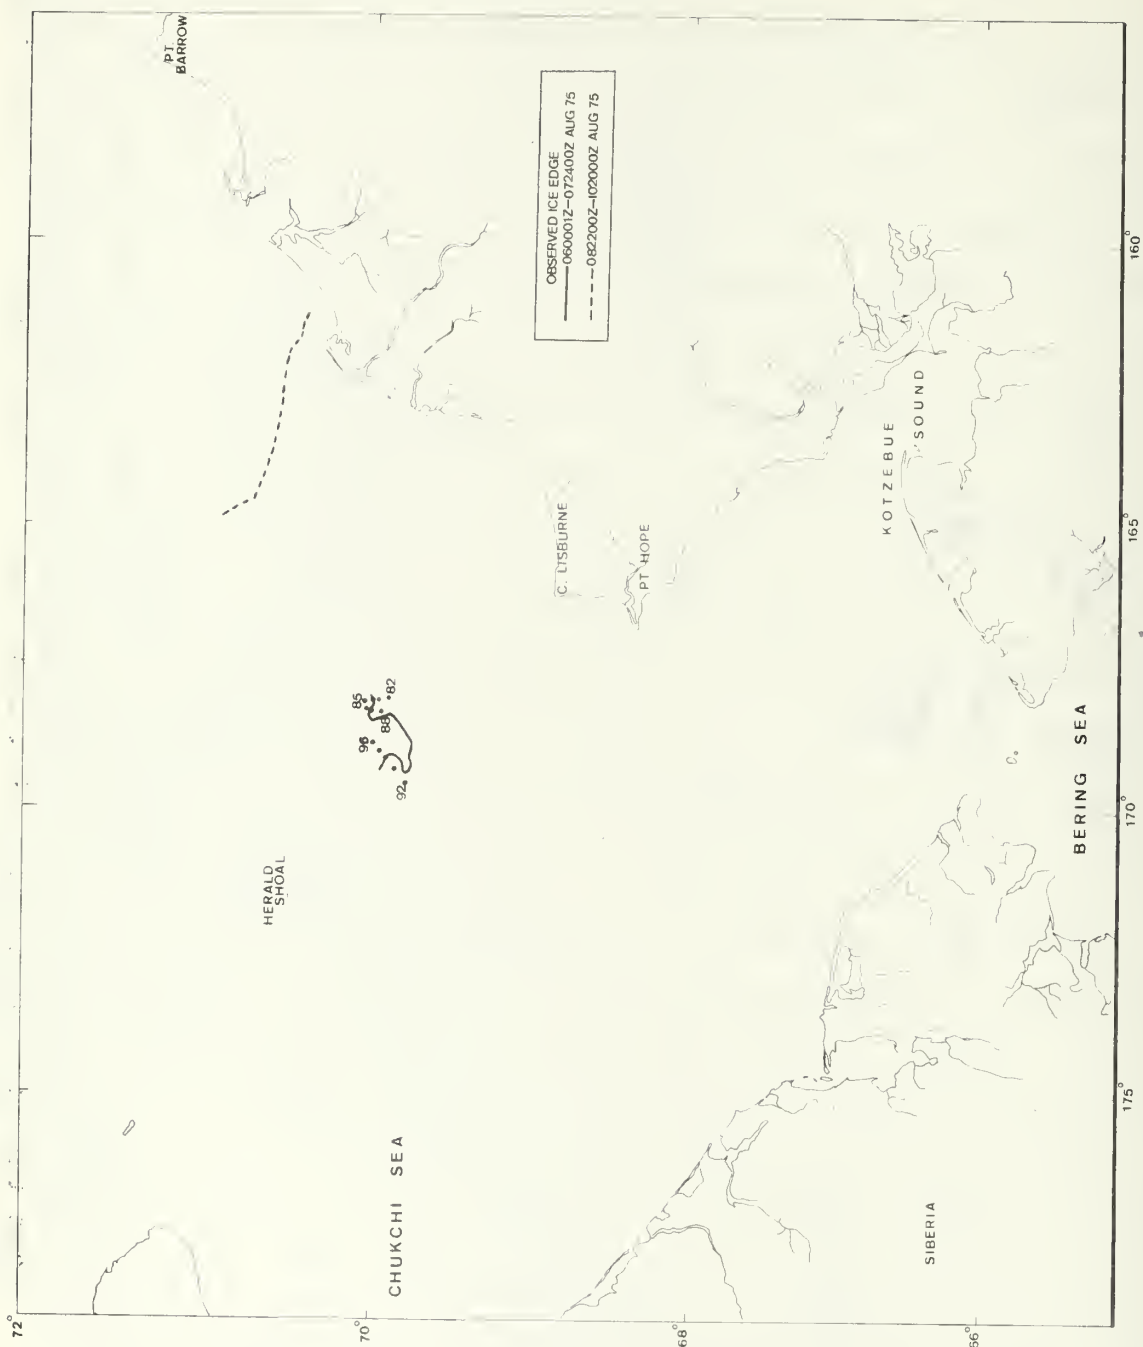 PT.
BARROW
OBSERVED ICE EDGE
060001Z-072400Z AUG 75
082200Z-102000Z AUG 75
HERALD
SHOAL
85
82
88
96
92
C. LISBURNE
PT HOPE
KOTZEBUE
SOUND
CHUKCHI SEA
SIBERIA
BERING SEA
72°
70°
68°
66°
175°
170°
165°
160°